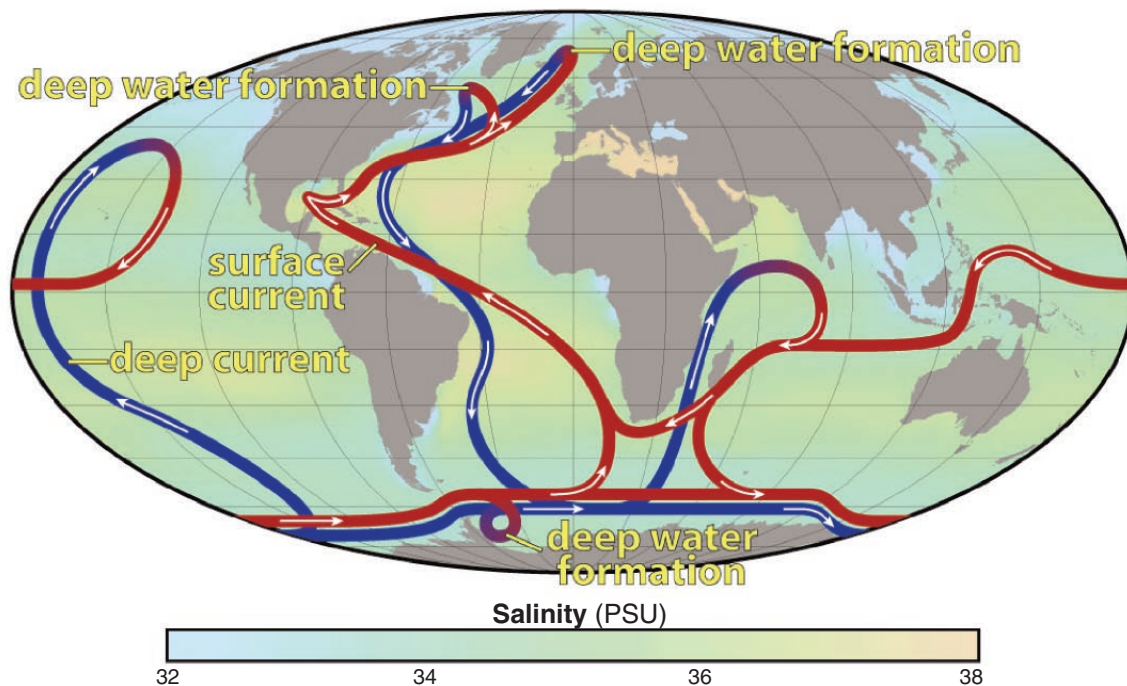 deep water formation
deep water formation
surface
current
deep current
deep water
formation
Salinity (PSU)
32 34 36 38